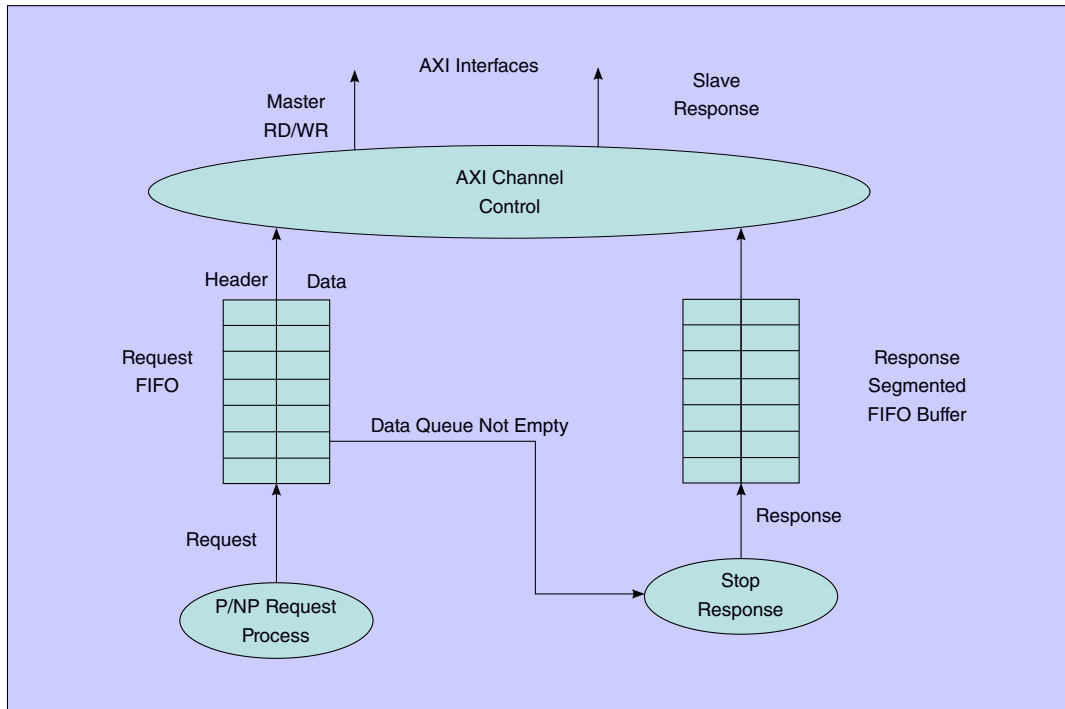 AXI Interfaces
Master
RD/WR
Slave
Response
AXI Channel
Control
Header
Data
Request
FIFO
Response
Segmented
FIFO Buffer
Data Queue Not Empty
Request
Response
P/NP Request
Process
Stop
Response